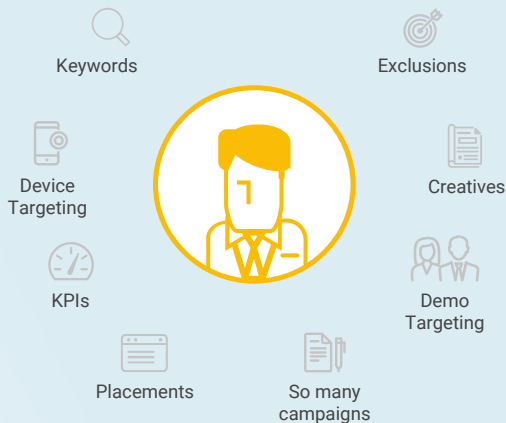 Keywords
Exclusions
Device
Targeting
Creatives
KPIs
Demo
Targeting
Placements
So many
campaigns